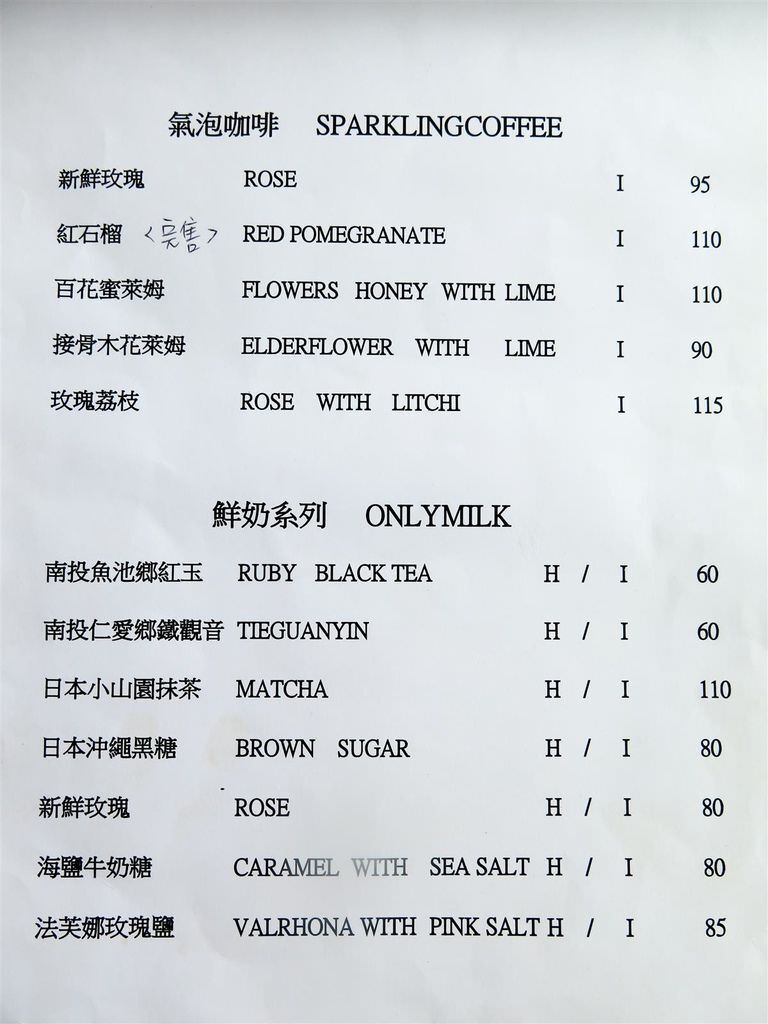 氣泡咖啡 SPARKLINGCOFFEE
新鮮玫瑰 ROSE I 95
紅石榴 <完售> RED POMEGRANATE I 110
百花蜜萊姆 FLOWERS HONEY WITH LIME I 110
接骨木花萊姆 ELDERFLOWER WITH LIME I 90
玫瑰荔枝 ROSE WITH LITCHI I 115
鮮奶系列 ONLYMILK
南投魚池鄉紅玉 RUBY BLACK TEA H / I 60
南投仁愛鄉鐵觀音 TIEGUANYIN H / I 60
日本小山園抹茶 MATCHA H / I 110
日本沖繩黑糖 BROWN SUGAR H / I 80
新鮮玫瑰 ROSE H / I 80
海鹽牛奶糖 CARAMEL WITH SEA SALT H / I 80
法芙娜玫瑰鹽 VALRHONA WITH PINK SALT H / I 85